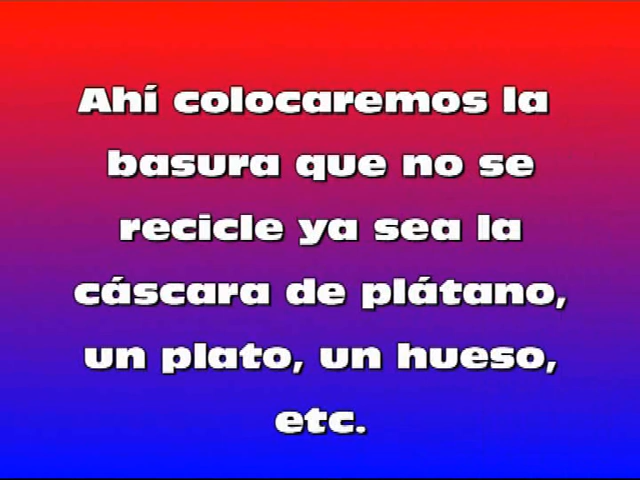 Ahí colocaremos la
basura que no se
recicle ya sea la
cáscara de plátano,
un plato, un hueso,
etc.